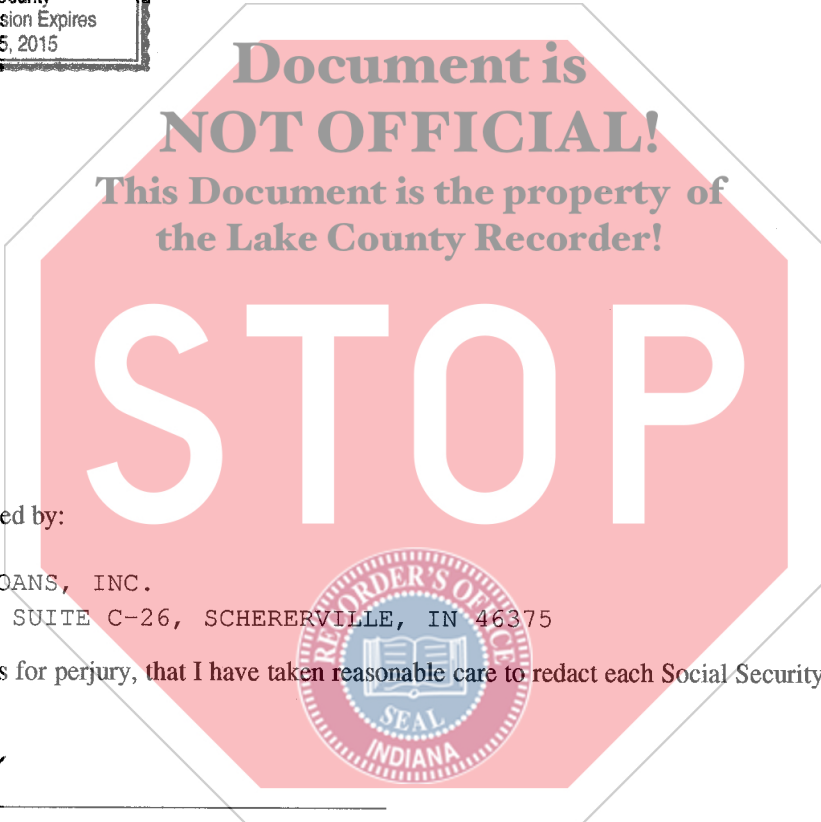 sion Expires
5, 2015
Document is
NOT OFFICIAL!
This Document is the property of
the Lake County Recorder!
STOP
ed by:
OANS, INC.
SUITE C-26, SCHERERVILLE, IN 46375
s for perjury, that I have taken reasonable care to redact each Social Security
RECORDER'S OFFICE
SEAL
INDIANA